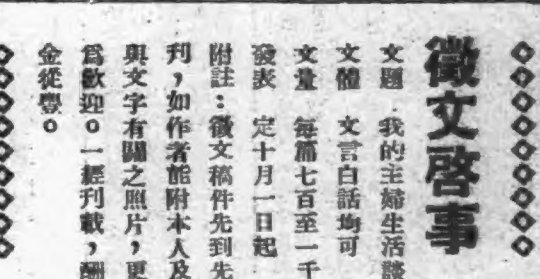 徵文啓事
文題　我的主婦生活談
文體　文言白話均可
文量　每篇七百至一千
發表　定十月一日起
附註：徵文稿件先到先
刊，如作者能附本人及
與文字有關之照片，更
爲歡迎。一經刊載，酬
金從豐。